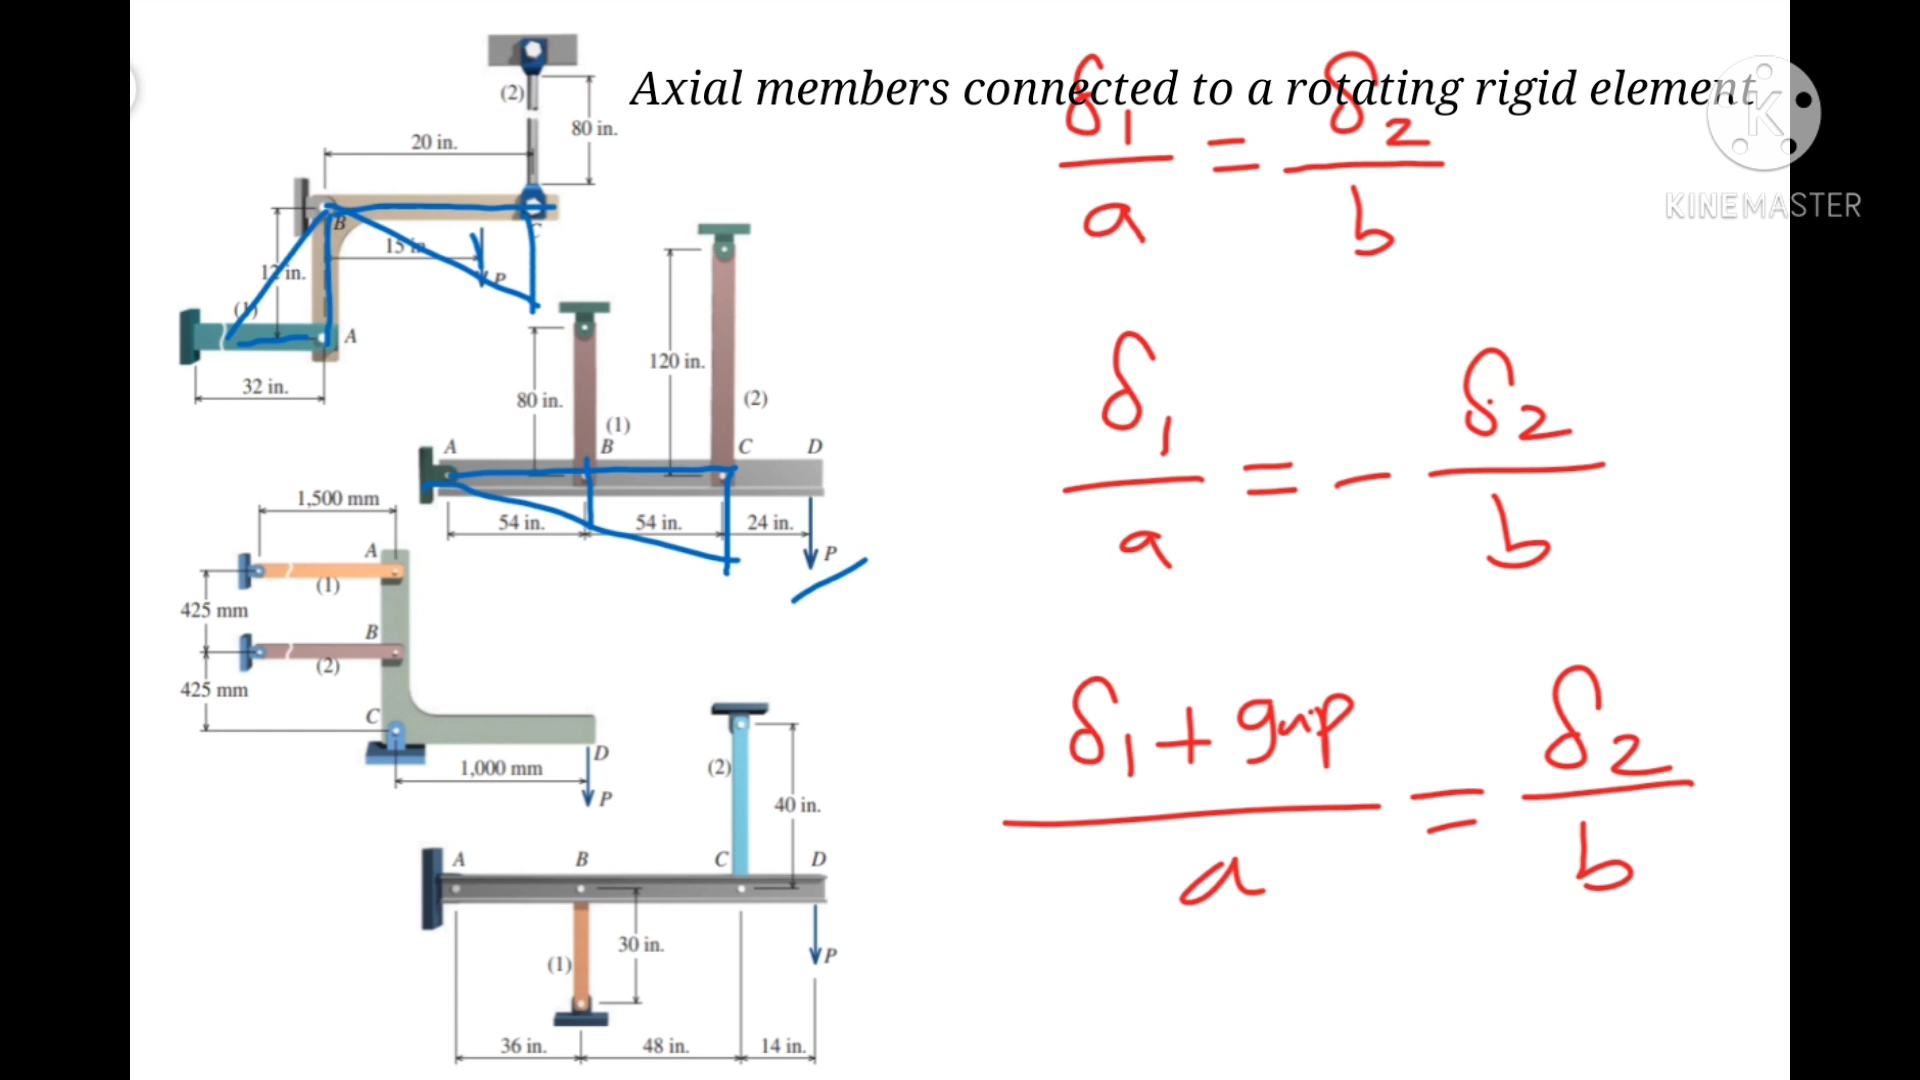 Axial members connected to a rotating rigid element
K
KINEMASTER
(2)
80 in.
20 in.
B
C
15 in.
P
12 in.
(1)
A
32 in.
120 in.
80 in.
(2)
(1)
A
B
C
D
54 in.
54 in.
24 in.
P
1,500 mm
A
(1)
425 mm
B
(2)
425 mm
C
D
1,000 mm
P
(2)
40 in.
A
B
C
D
30 in.
(1)
P
36 in.
48 in.
14 in.
δ1/a = δ2/b
δ1/a = - δ2/b
δ1 + gap/a = δ2/b